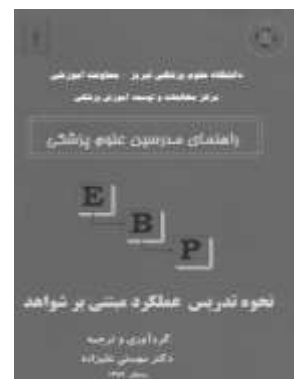 دانشگاه علوم پزشکی تبریز - معاونت آموزشی
مرکز مطالعات و توسعه آموزش پزشکی
راهنمای مدرسین علوم پزشکی
E
B
P
نحوه تدریس عملکرد مبتنی بر شواهد
گردآوری و ترجمه
دکتر مهستی علیزاده